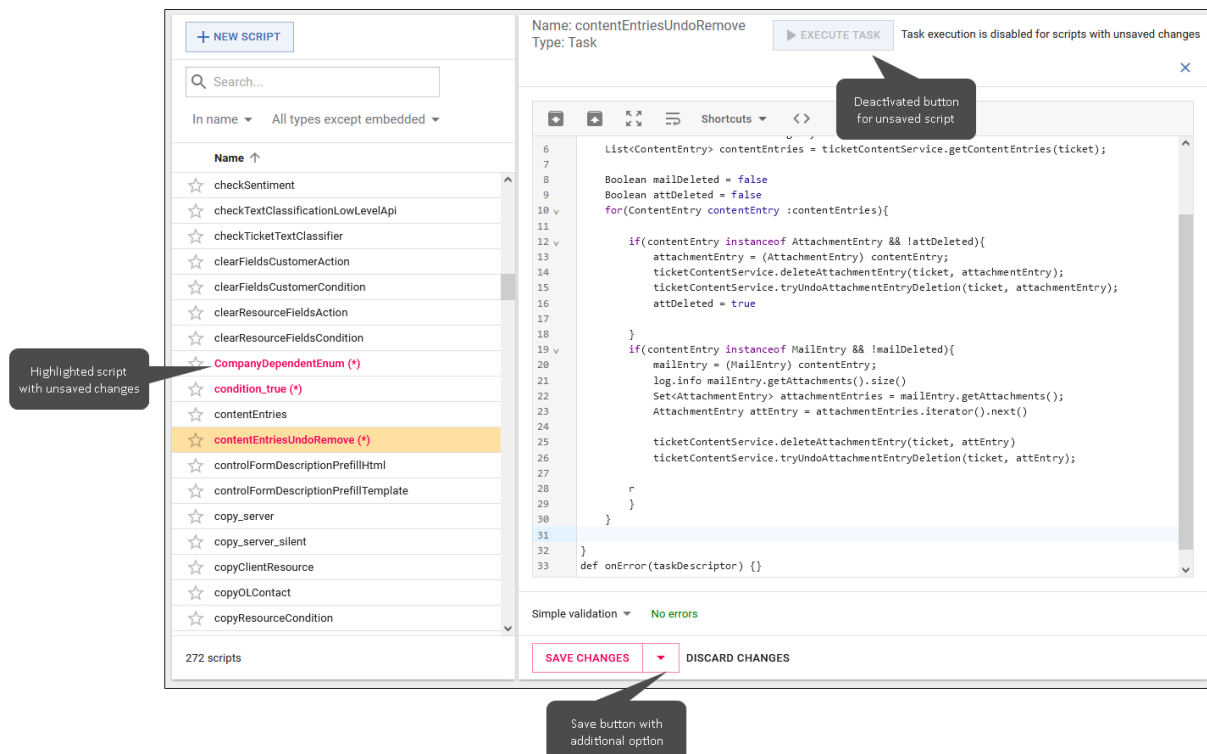 + NEW SCRIPT
Search...
In name
All types except embedded
Name ↑
checkSentiment
checkTextClassificationLowLevelApi
checkTicketTextClassifier
clearFieldsCustomerAction
clearFieldsCustomerCondition
clearResourceFieldsAction
clearResourceFieldsCondition
CompanyDependentEnum (*)
condition_true (*)
contentEntries
contentEntriesUndoRemove (*)
controlFormDescriptionPrefillHtml
controlFormDescriptionPrefillTemplate
copy_server
copy_server_silent
copyClientResource
copyOLContact
copyResourceCondition
272 scripts
Highlighted script
with unsaved changes
Name: contentEntriesUndoRemove
Type: Task
EXECUTE TASK
Task execution is disabled for scripts with unsaved changes
Deactivated button
for unsaved script
Shortcuts
<>
6 List<ContentEntry> contentEntries = ticketContentService.getContentEntries(ticket);
7
8 Boolean mailDeleted = false
9 Boolean attDeleted = false
10 for(ContentEntry contentEntry :contentEntries){
11
12 if(contentEntry instanceof AttachmentEntry && !attDeleted){
13 attachmentEntry = (AttachmentEntry) contentEntry;
14 ticketContentService.deleteAttachmentEntry(ticket, attachmentEntry);
15 ticketContentService.tryUndoAttachmentEntryDeletion(ticket, attachmentEntry);
16 attDeleted = true
17
18 }
19 if(contentEntry instanceof MailEntry && !mailDeleted){
20 mailEntry = (MailEntry) contentEntry;
21 log.info mailEntry.getAttachments().size()
22 Set<AttachmentEntry> attachmentEntries = mailEntry.getAttachments();
23 AttachmentEntry attEntry = attachmentEntries.iterator().next()
24
25 ticketContentService.deleteAttachmentEntry(ticket, attEntry)
26 ticketContentService.tryUndoAttachmentEntryDeletion(ticket, attEntry);
27
28 r
29 }
30 }
31
32 }
33 def onError(taskDescriptor) {}
Simple validation
No errors
SAVE CHANGES
DISCARD CHANGES
Save button with
additional option